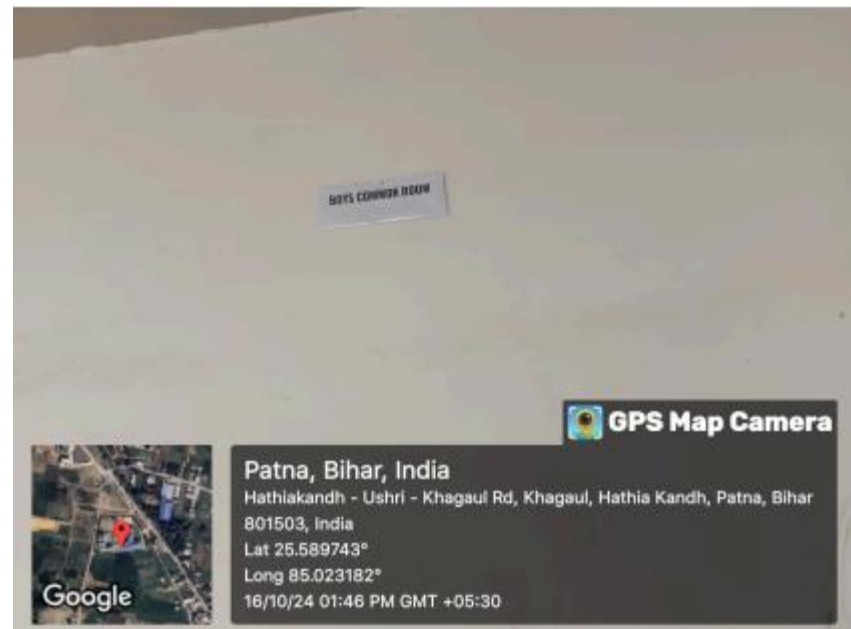 BOYS COMMON ROOM
GPS Map Camera
Patna, Bihar, India
Hathiakandh - Ushri - Khagaul Rd, Khagaul, Hathia Kandh, Patna, Bihar
801503, India
Lat 25.589743°
Long 85.023182°
16/10/24 01:46 PM GMT +05:30
Google